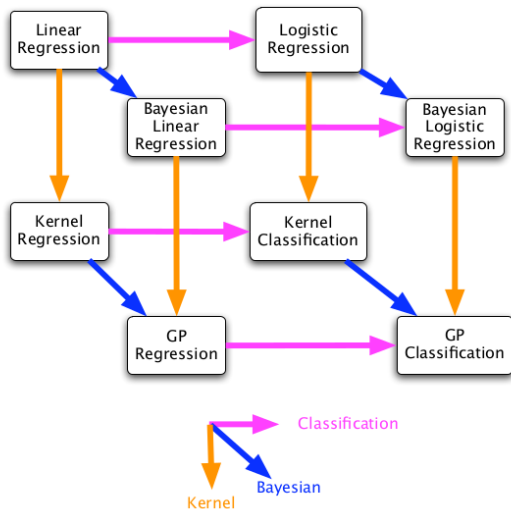 Linear
Regression
Logistic
Regression
Bayesian
Linear
Regression
Bayesian
Logistic
Regression
Kernel
Regression
Kernel
Classification
GP
Regression
GP
Classification
Classification
Bayesian
Kernel